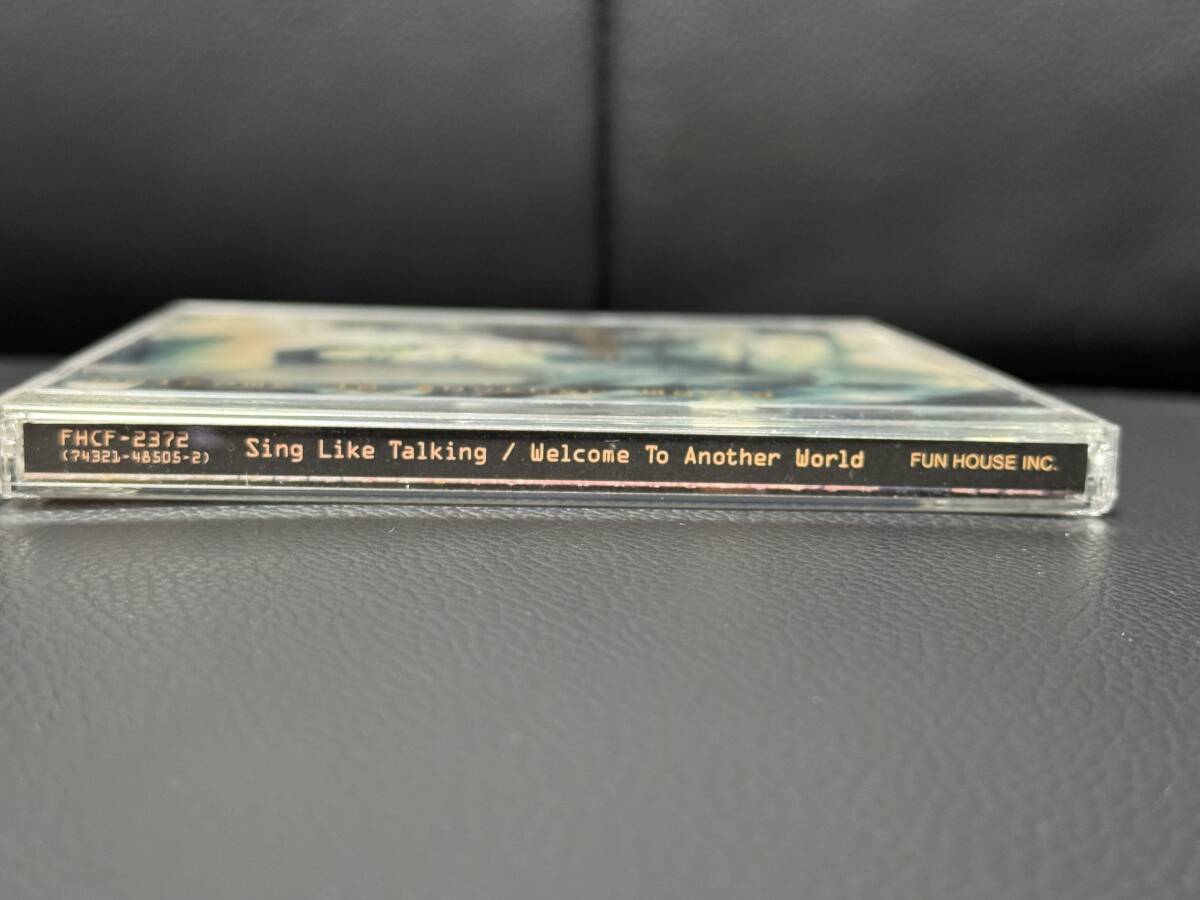 FHCF-2372
(74321-48505-2)
Sing Like Talking / Welcome To Another World
FUN HOUSE INC.